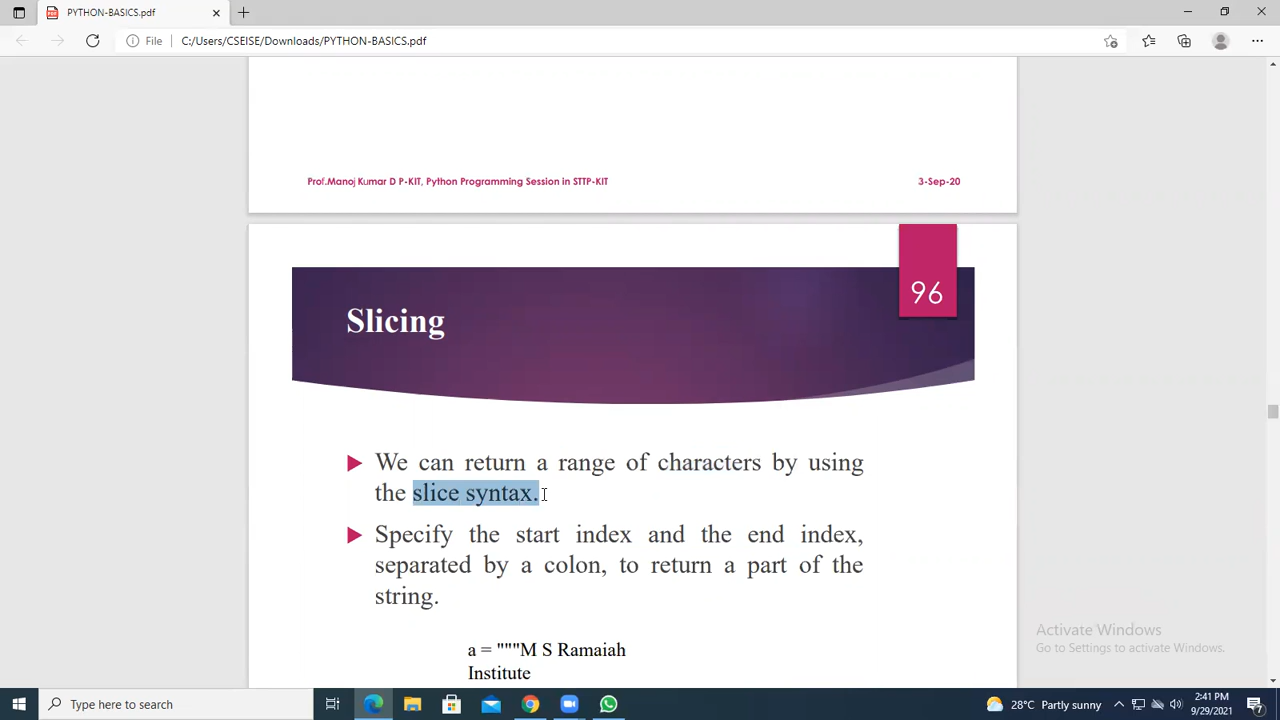 PYTHON-BASICS.pdf
File
C:/Users/CSEISE/Downloads/PYTHON-BASICS.pdf
Prof.Manoj Kumar D P-KIT, Python Programming Session in STTP-KIT
3-Sep-20
96
Slicing
We can return a range of characters by using
the slice syntax.
Specify the start index and the end index,
separated by a colon, to return a part of the
string.
a = """M S Ramaiah
Institute
Activate Windows
Go to Settings to activate Windows.
Type here to search
28°C Partly sunny
2:41 PM
9/29/2021